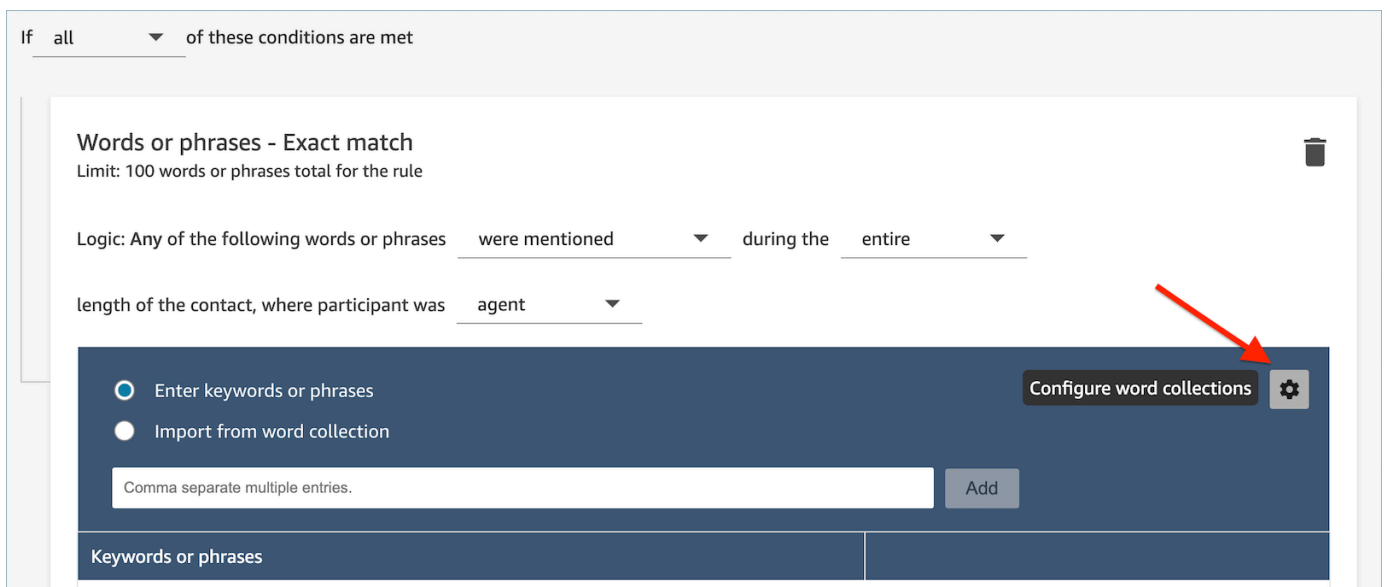 If all of these conditions are met
Words or phrases - Exact match
Limit: 100 words or phrases total for the rule
Logic: Any of the following words or phrases were mentioned during the entire
length of the contact, where participant was agent
Enter keywords or phrases
Configure word collections
Import from word collection
Comma separate multiple entries.
Add
Keywords or phrases